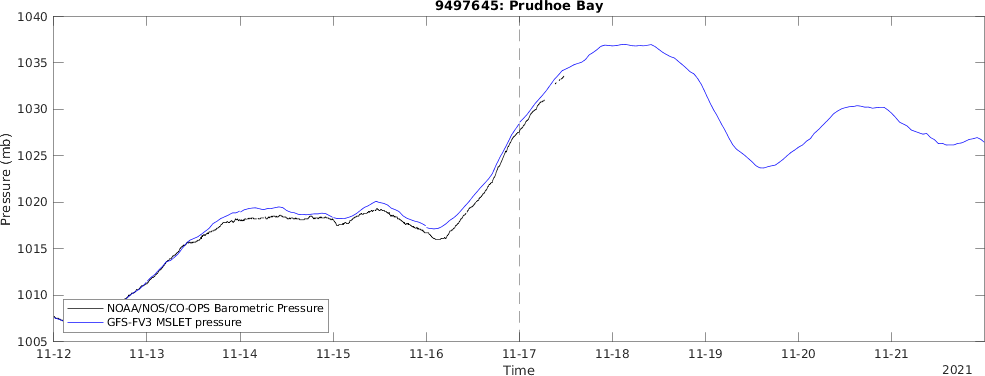 9497645: Prudhoe Bay
1040
1035
1030
1025
1020
1015
1010
1005
Pressure (mb)
NOAA/NOS/CO-OPS Barometric Pressure
GFS-FV3 MSLET pressure
11-12 11-13 11-14 11-15 11-16 11-17 11-18 11-19 11-20 11-21
Time
2021